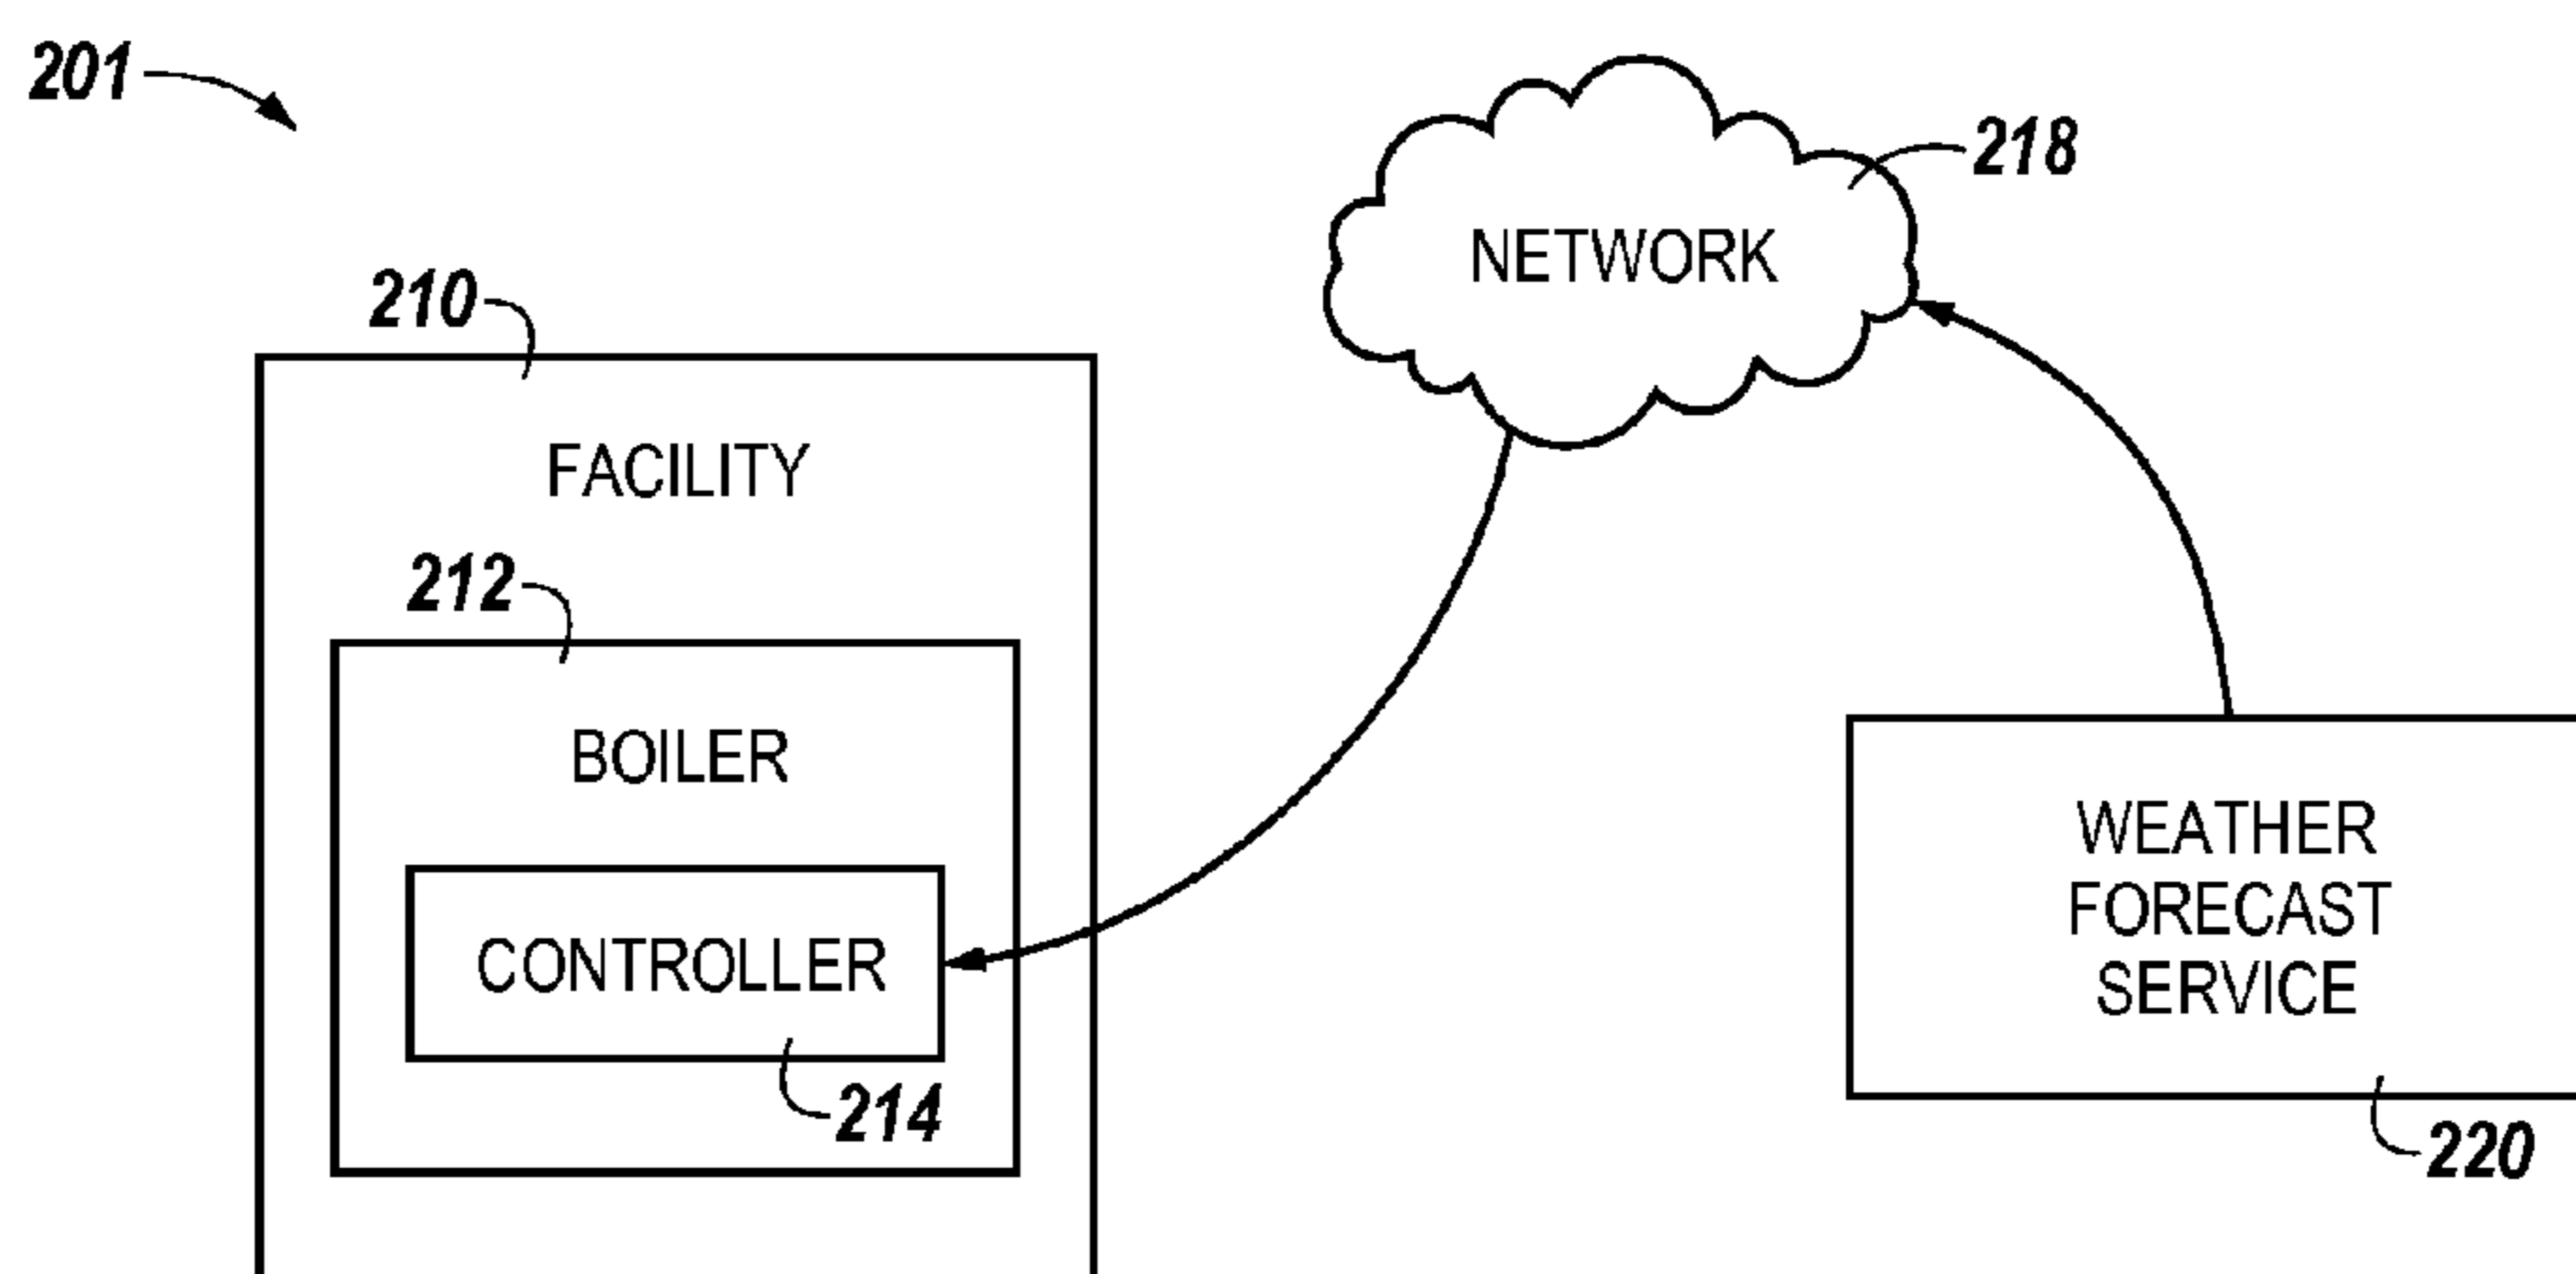 201
218
NETWORK
210
FACILITY
212
BOILER
CONTROLLER
214
WEATHER
FORECAST
SERVICE
220